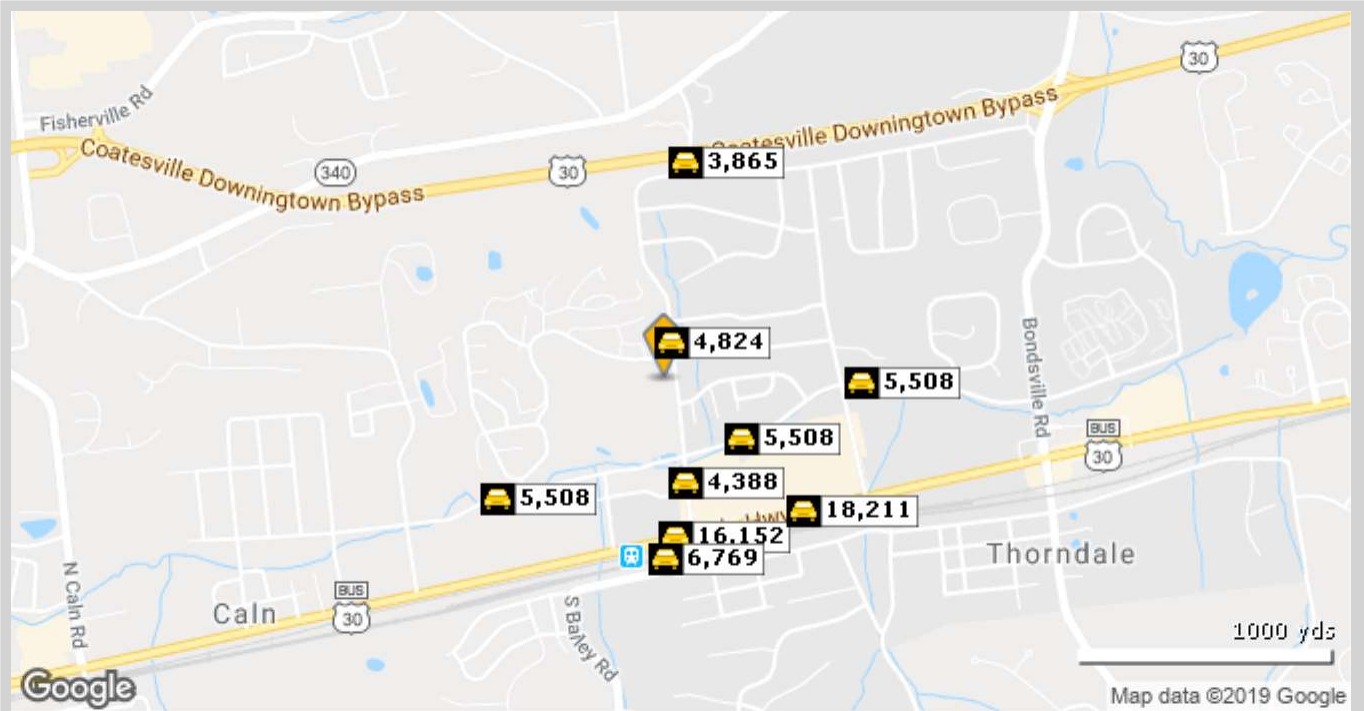 30
Fisherville Rd
Coatesville Downingtown Bypass
3,865
340
30
Coatesville Downingtown Bypass
4,824
Bondsville Rd
5,508
5,508
BUS
30
4,388
5,508
18,211
16,152
6,769
Thorndale
N Caln Rd
BUS
30
Caln
S Bailey Rd
1000 yds
Google
Map data ©2019 Google